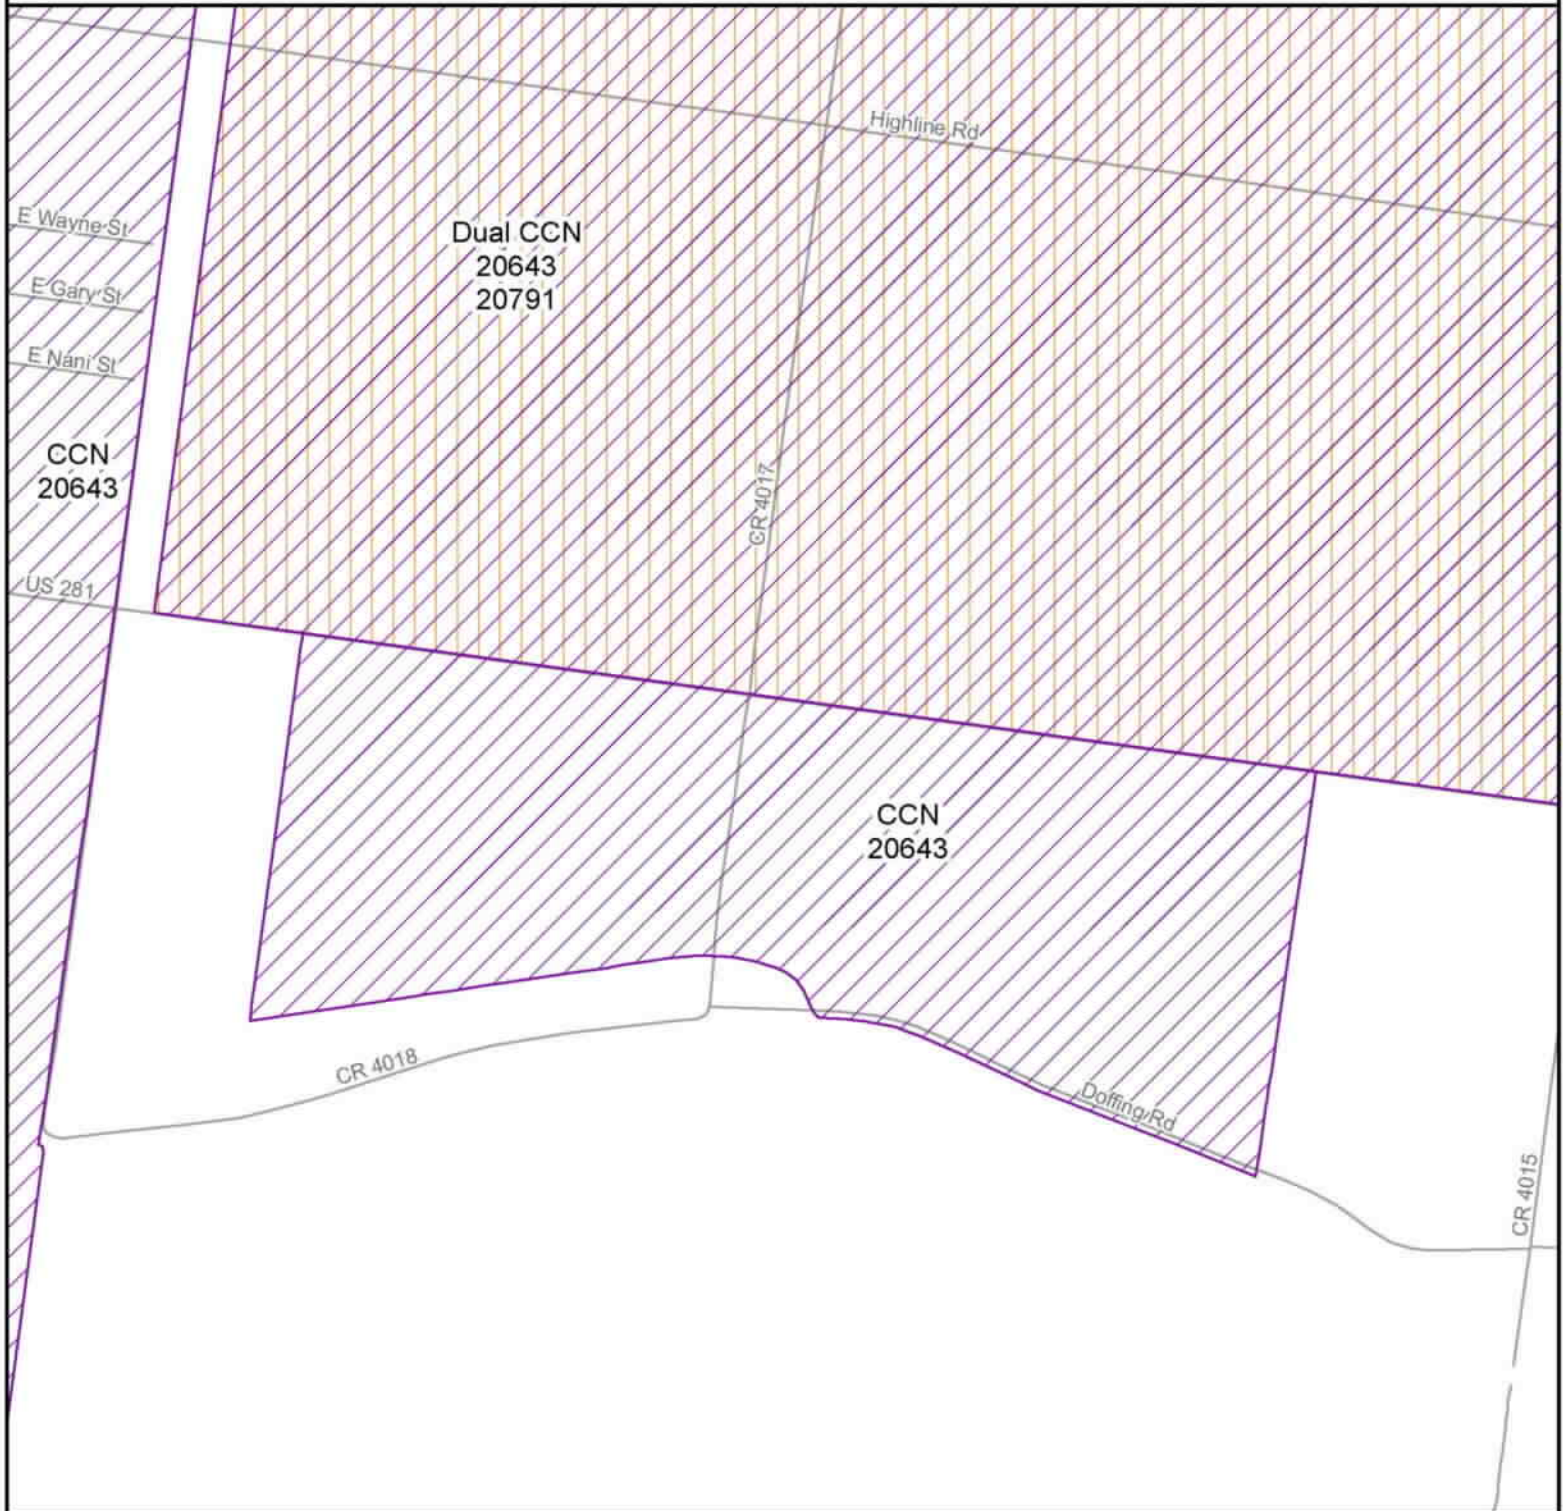 Highline Rd
E Wayne St
Dual CCN
20643
20791
E Gary St
E Nani St
CCN
20643
CR 4017
US 281
CCN
20643
CR 4018
Doffing Rd
CR 4015